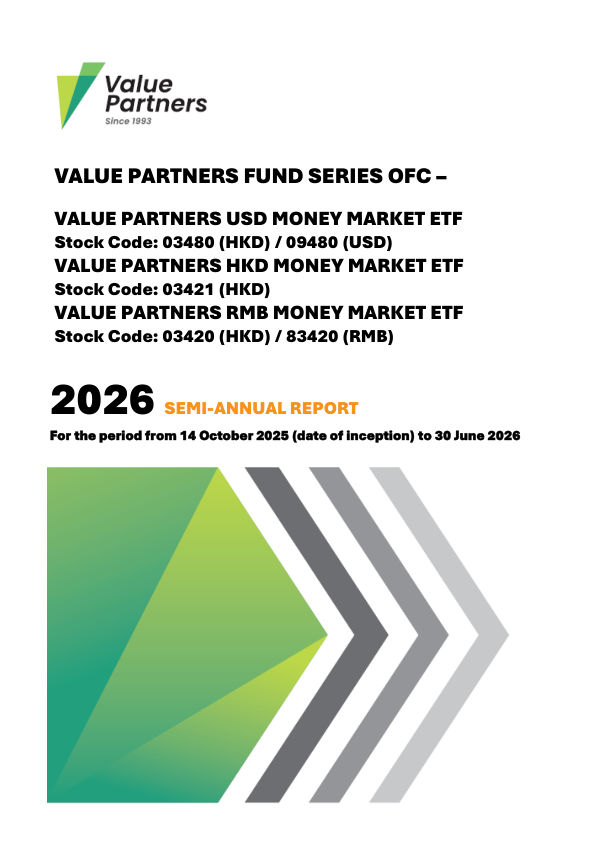 Value
Partners
Since 1993
VALUE PARTNERS FUND SERIES OFC –
VALUE PARTNERS USD MONEY MARKET ETF
Stock Code: 03480 (HKD) / 09480 (USD)
VALUE PARTNERS HKD MONEY MARKET ETF
Stock Code: 03421 (HKD)
VALUE PARTNERS RMB MONEY MARKET ETF
Stock Code: 03420 (HKD) / 83420 (RMB)
2026 SEMI-ANNUAL REPORT
For the period from 14 October 2025 (date of inception) to 30 June 2026